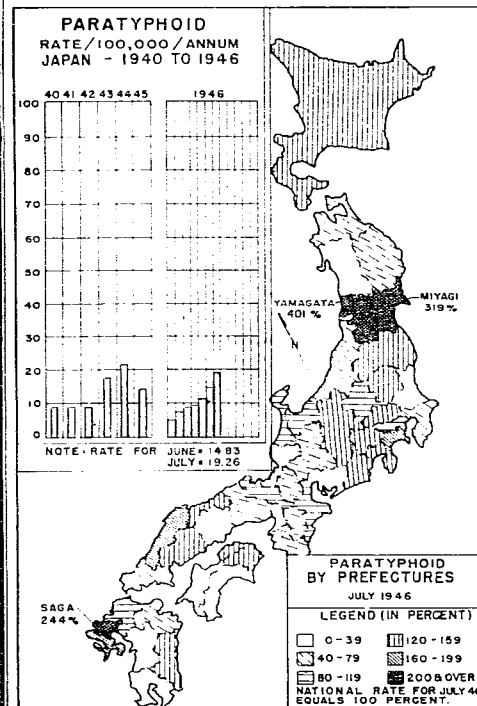 PARATYPHOID
RATE/100,000/ANNUM
JAPAN - 1940 TO 1946
40 41 42 43 44 45 1946
100
90
80
70
60
50
40
30
20
10
0
NOTE: RATE FOR JUNE = 14.83
JULY = 19.26
YAMAGATA
401 %
MIYAGI
319 %
N
SAGA
244%
PARATYPHOID
BY PREFECTURES
JULY 1946
LEGEND (IN PERCENT)
0-39 120-159
40-79 160-199
80-119 200 & OVER
NATIONAL RATE FOR JULY 46
EQUALS 100 PERCENT.